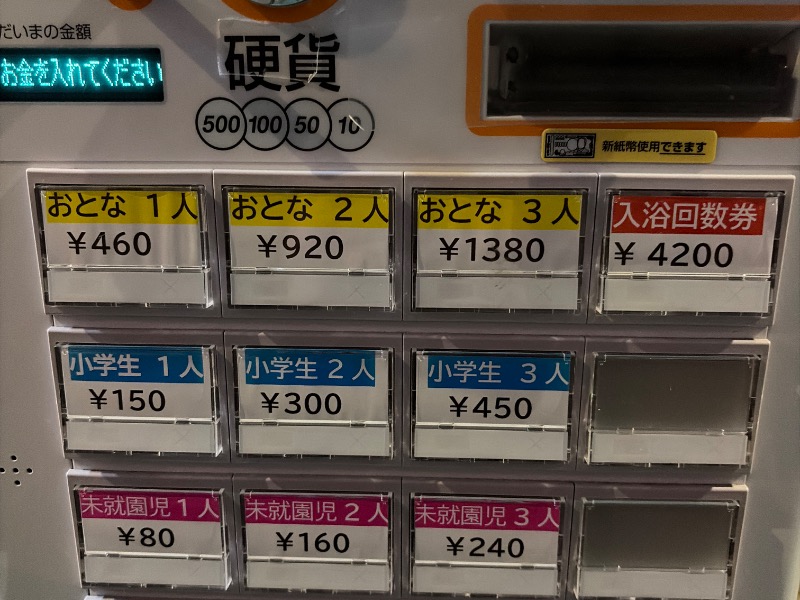 だいまの金額
お金を入れてください
硬貨
500 100 50 10
新紙幣使用できます
おとな 1人
¥460
おとな 2人
¥920
おとな 3人
¥1380
入浴回数券
¥ 4200
小学生 1人
¥150
小学生 2人
¥300
小学生 3人
¥450
未就園児1人
¥80
未就園児2人
¥160
未就園児3人
¥240